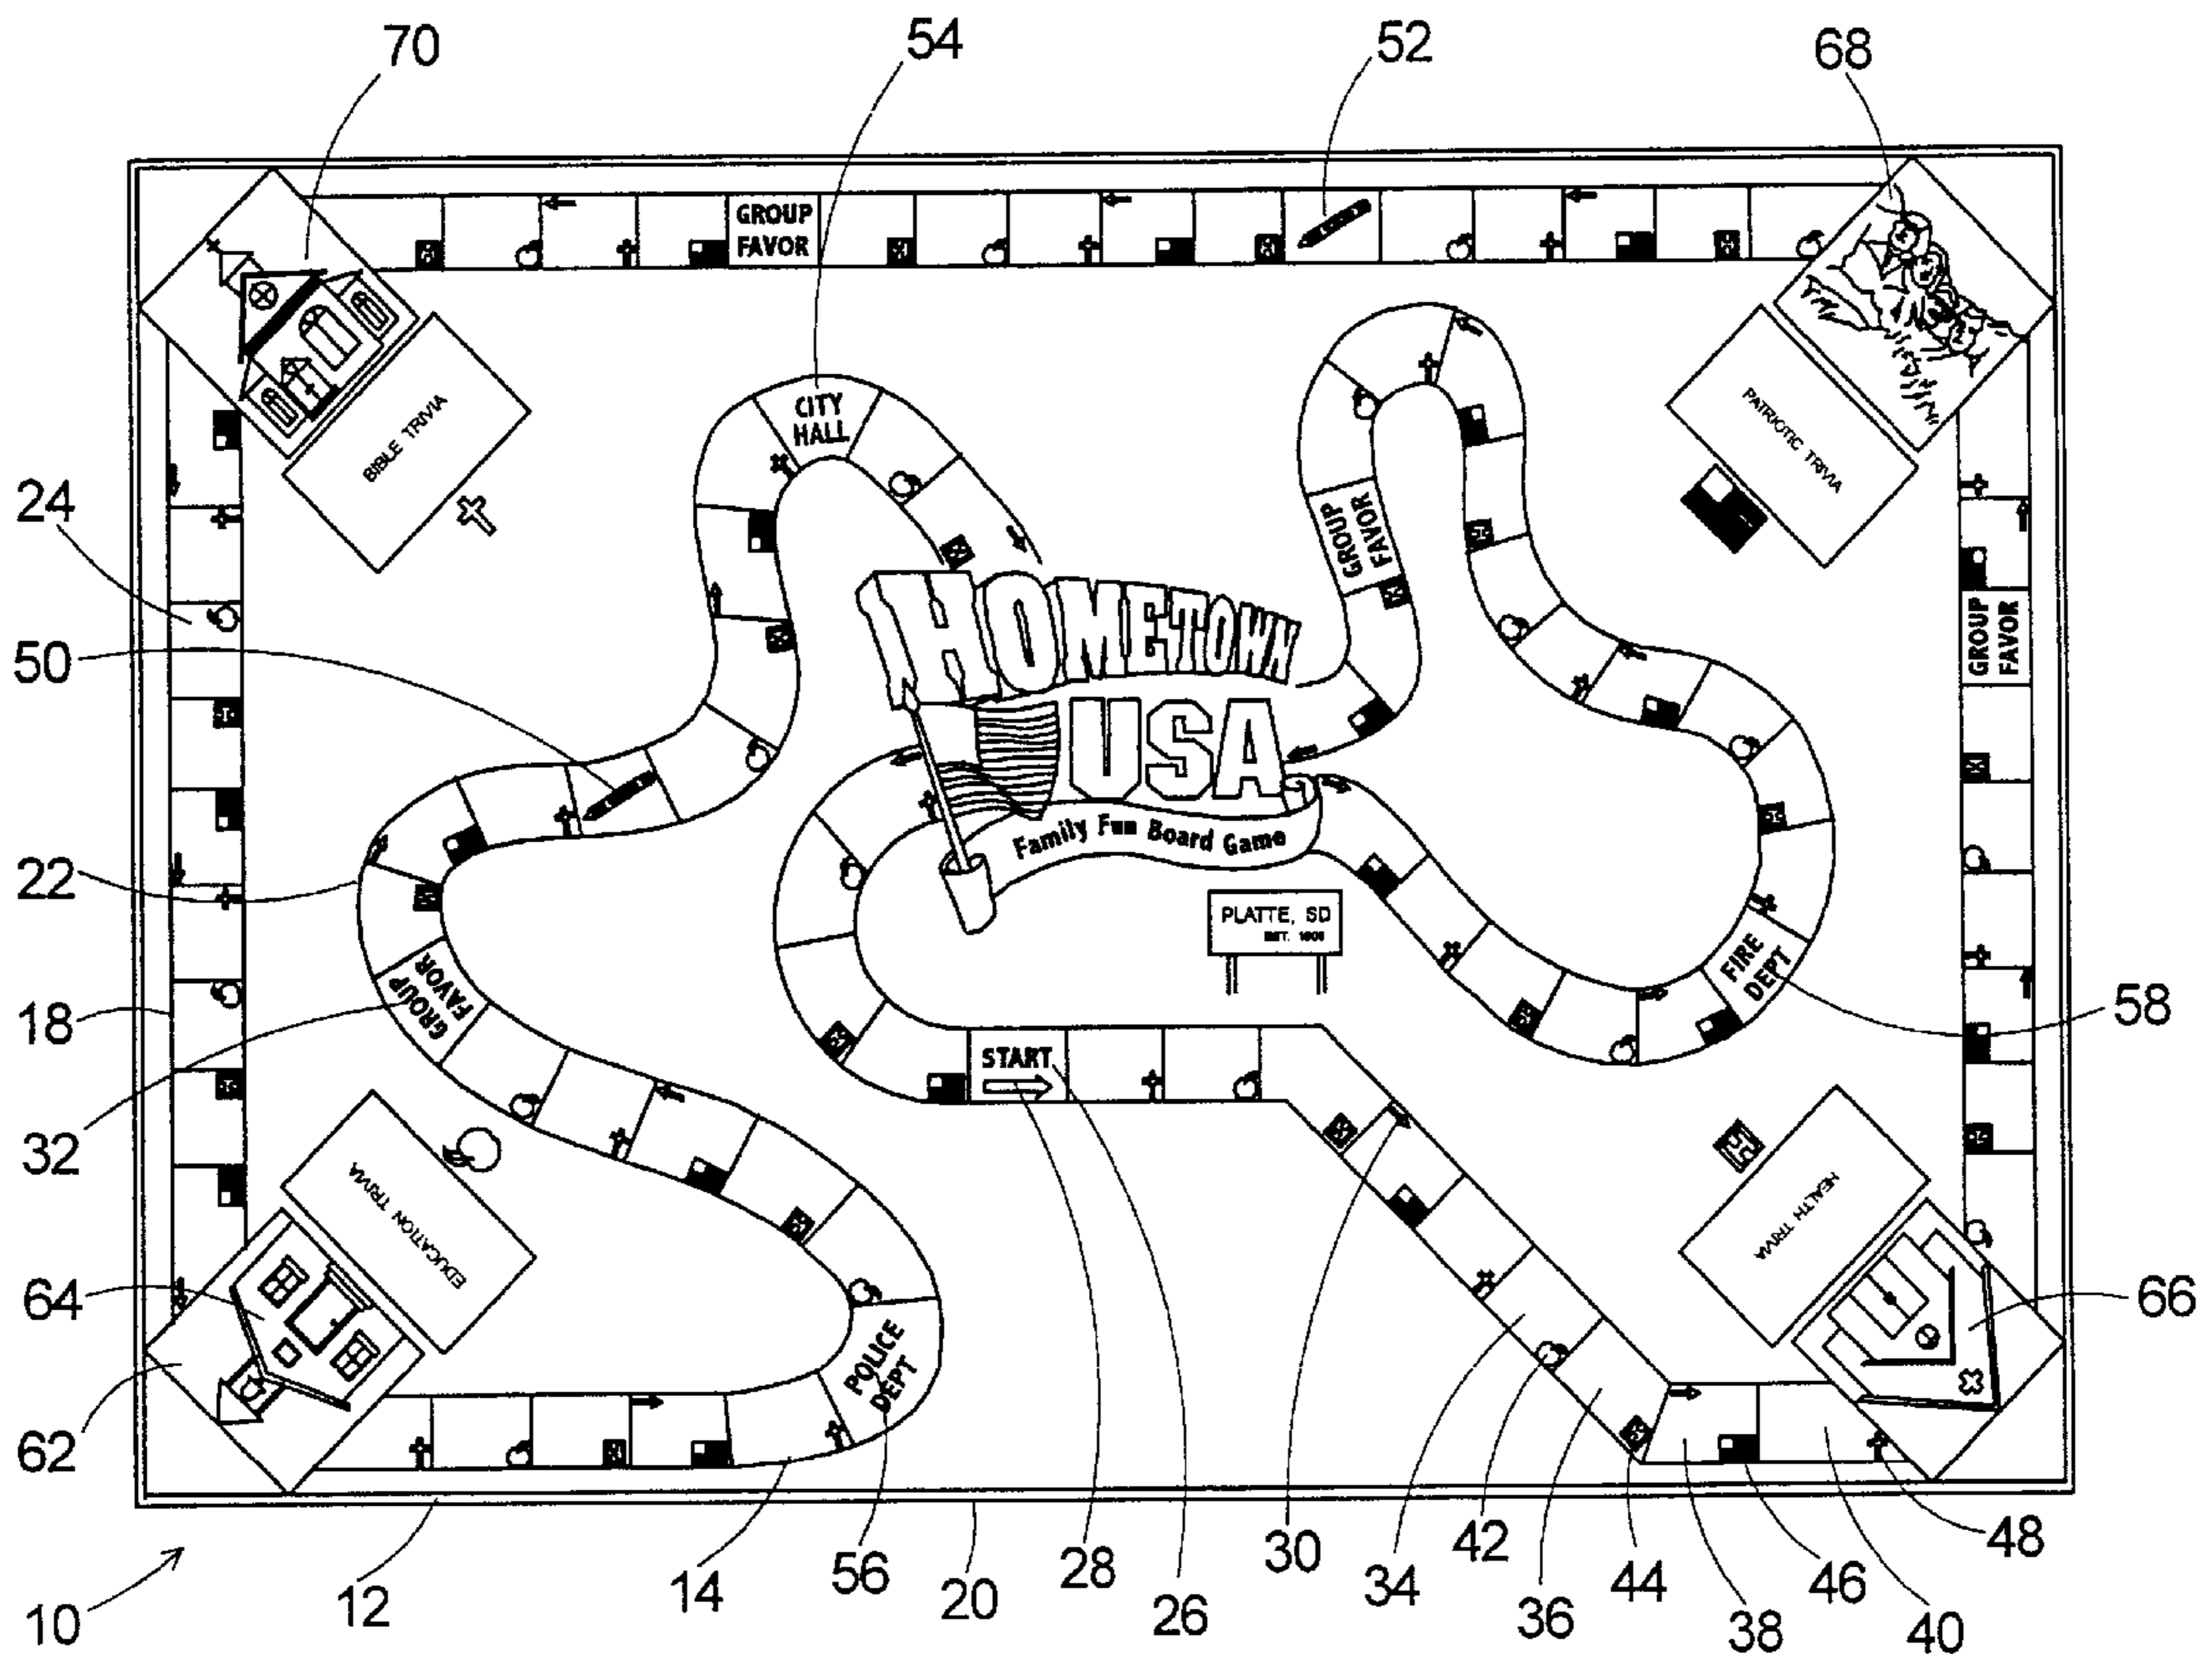 70
54
52
68
GROUP
FAVOR
CITY
HALL
BIBLE TRIVIA
PATRIOTIC TRIVIA
24
GROUP
FAVOR
50
HOMETOWN
USA
Family Fun Board Game
GROUP
FAVOR
22
PLATTE, SD
FIRE
DEPT
18
GROUP
FAVOR
58
START
32
EDUCATION TRIVIA
HEALTH TRIVIA
64
66
POLICE
DEPT
62
10
12
14
56
20
28
26
30
34
42
36
44
38
46
40
48